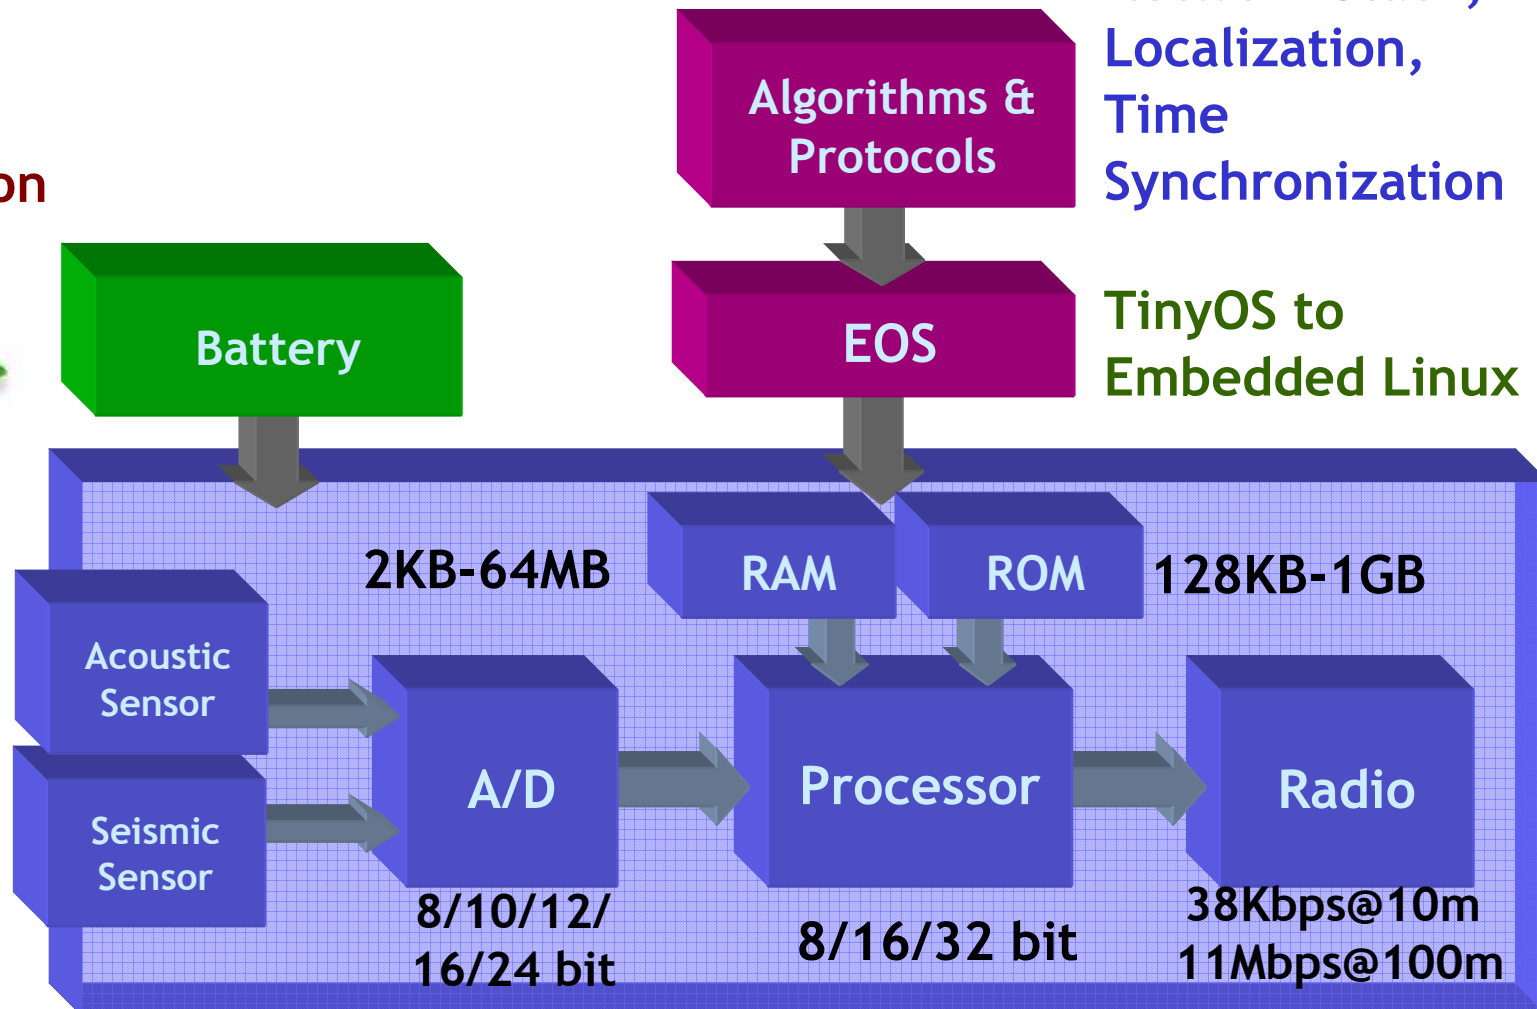 Localization,
Time
Synchronization
Algorithms &
Protocols
TinyOS to
Embedded Linux
EOS
Battery
2KB-64MB
RAM
ROM
128KB-1GB
Acoustic
Sensor
Seismic
Sensor
A/D
Processor
Radio
8/10/12/
16/24 bit
8/16/32 bit
38Kbps@10m
11Mbps@100m